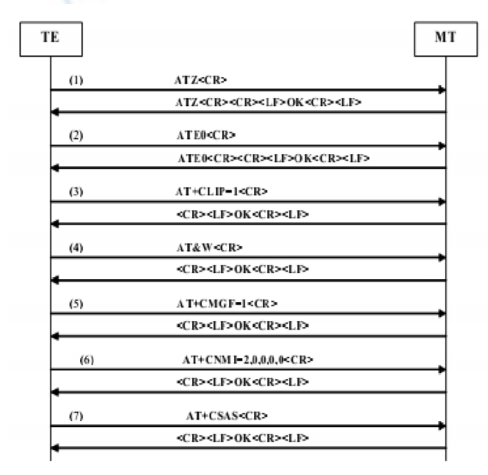 TE MT
(1) ATZ<CR>
ATZ<CR><CR><LF>OK<CR><LF>
(2) ATE0<CR>
ATE0<CR><CR><LF>OK<CR><LF>
(3) AT+CLIP=1<CR>
<CR><LF>OK<CR><LF>
(4) AT&W<CR>
<CR><LF>OK<CR><LF>
(5) AT+CMGF=1<CR>
<CR><LF>OK<CR><LF>
(6) AT+CNMI=2,0,0,0,0<CR>
<CR><LF>OK<CR><LF>
(7) AT+CSAS<CR>
<CR><LF>OK<CR><LF>